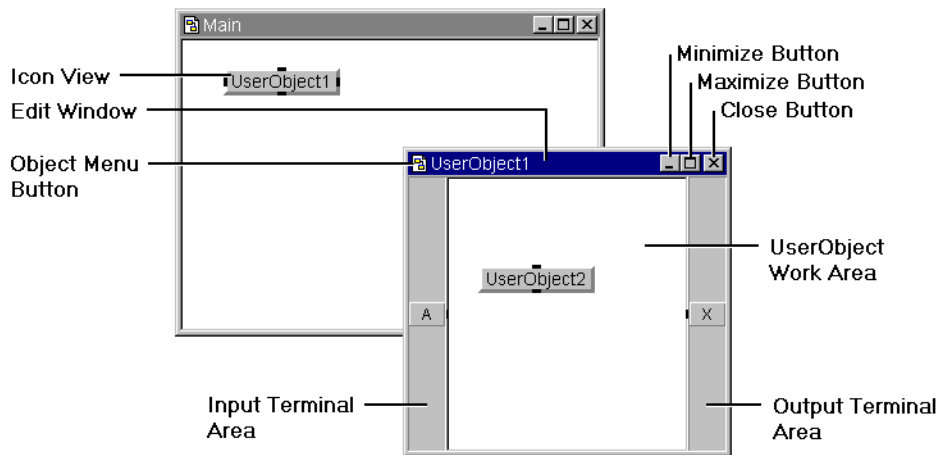 Main
Icon View
UserObject1
Edit Window
Object Menu
Button
Minimize Button
Maximize Button
Close Button
UserObject1
UserObject
Work Area
UserObject2
A
X
Input Terminal
Area
Output Terminal
Area